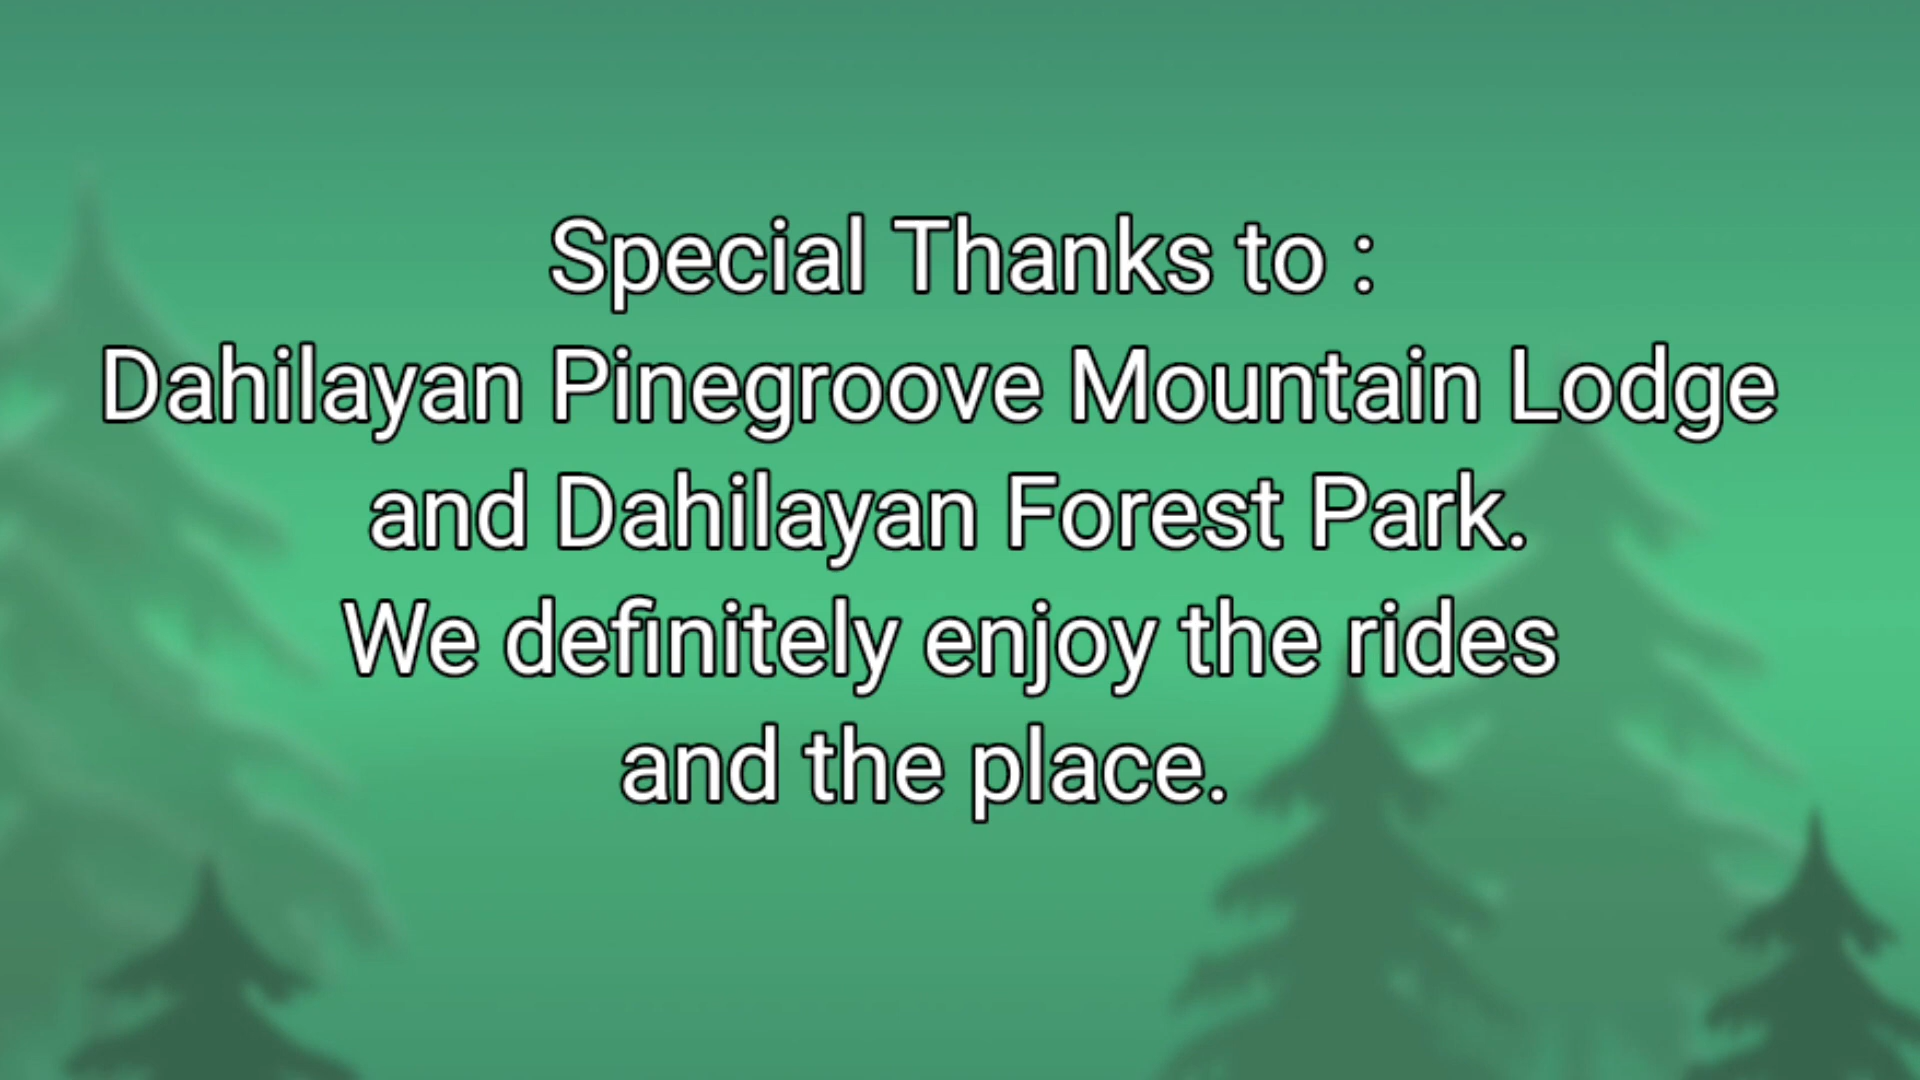 Special Thanks to :
Dahilayan Pinegroove Mountain Lodge
and Dahilayan Forest Park.
We definitely enjoy the rides
and the place.